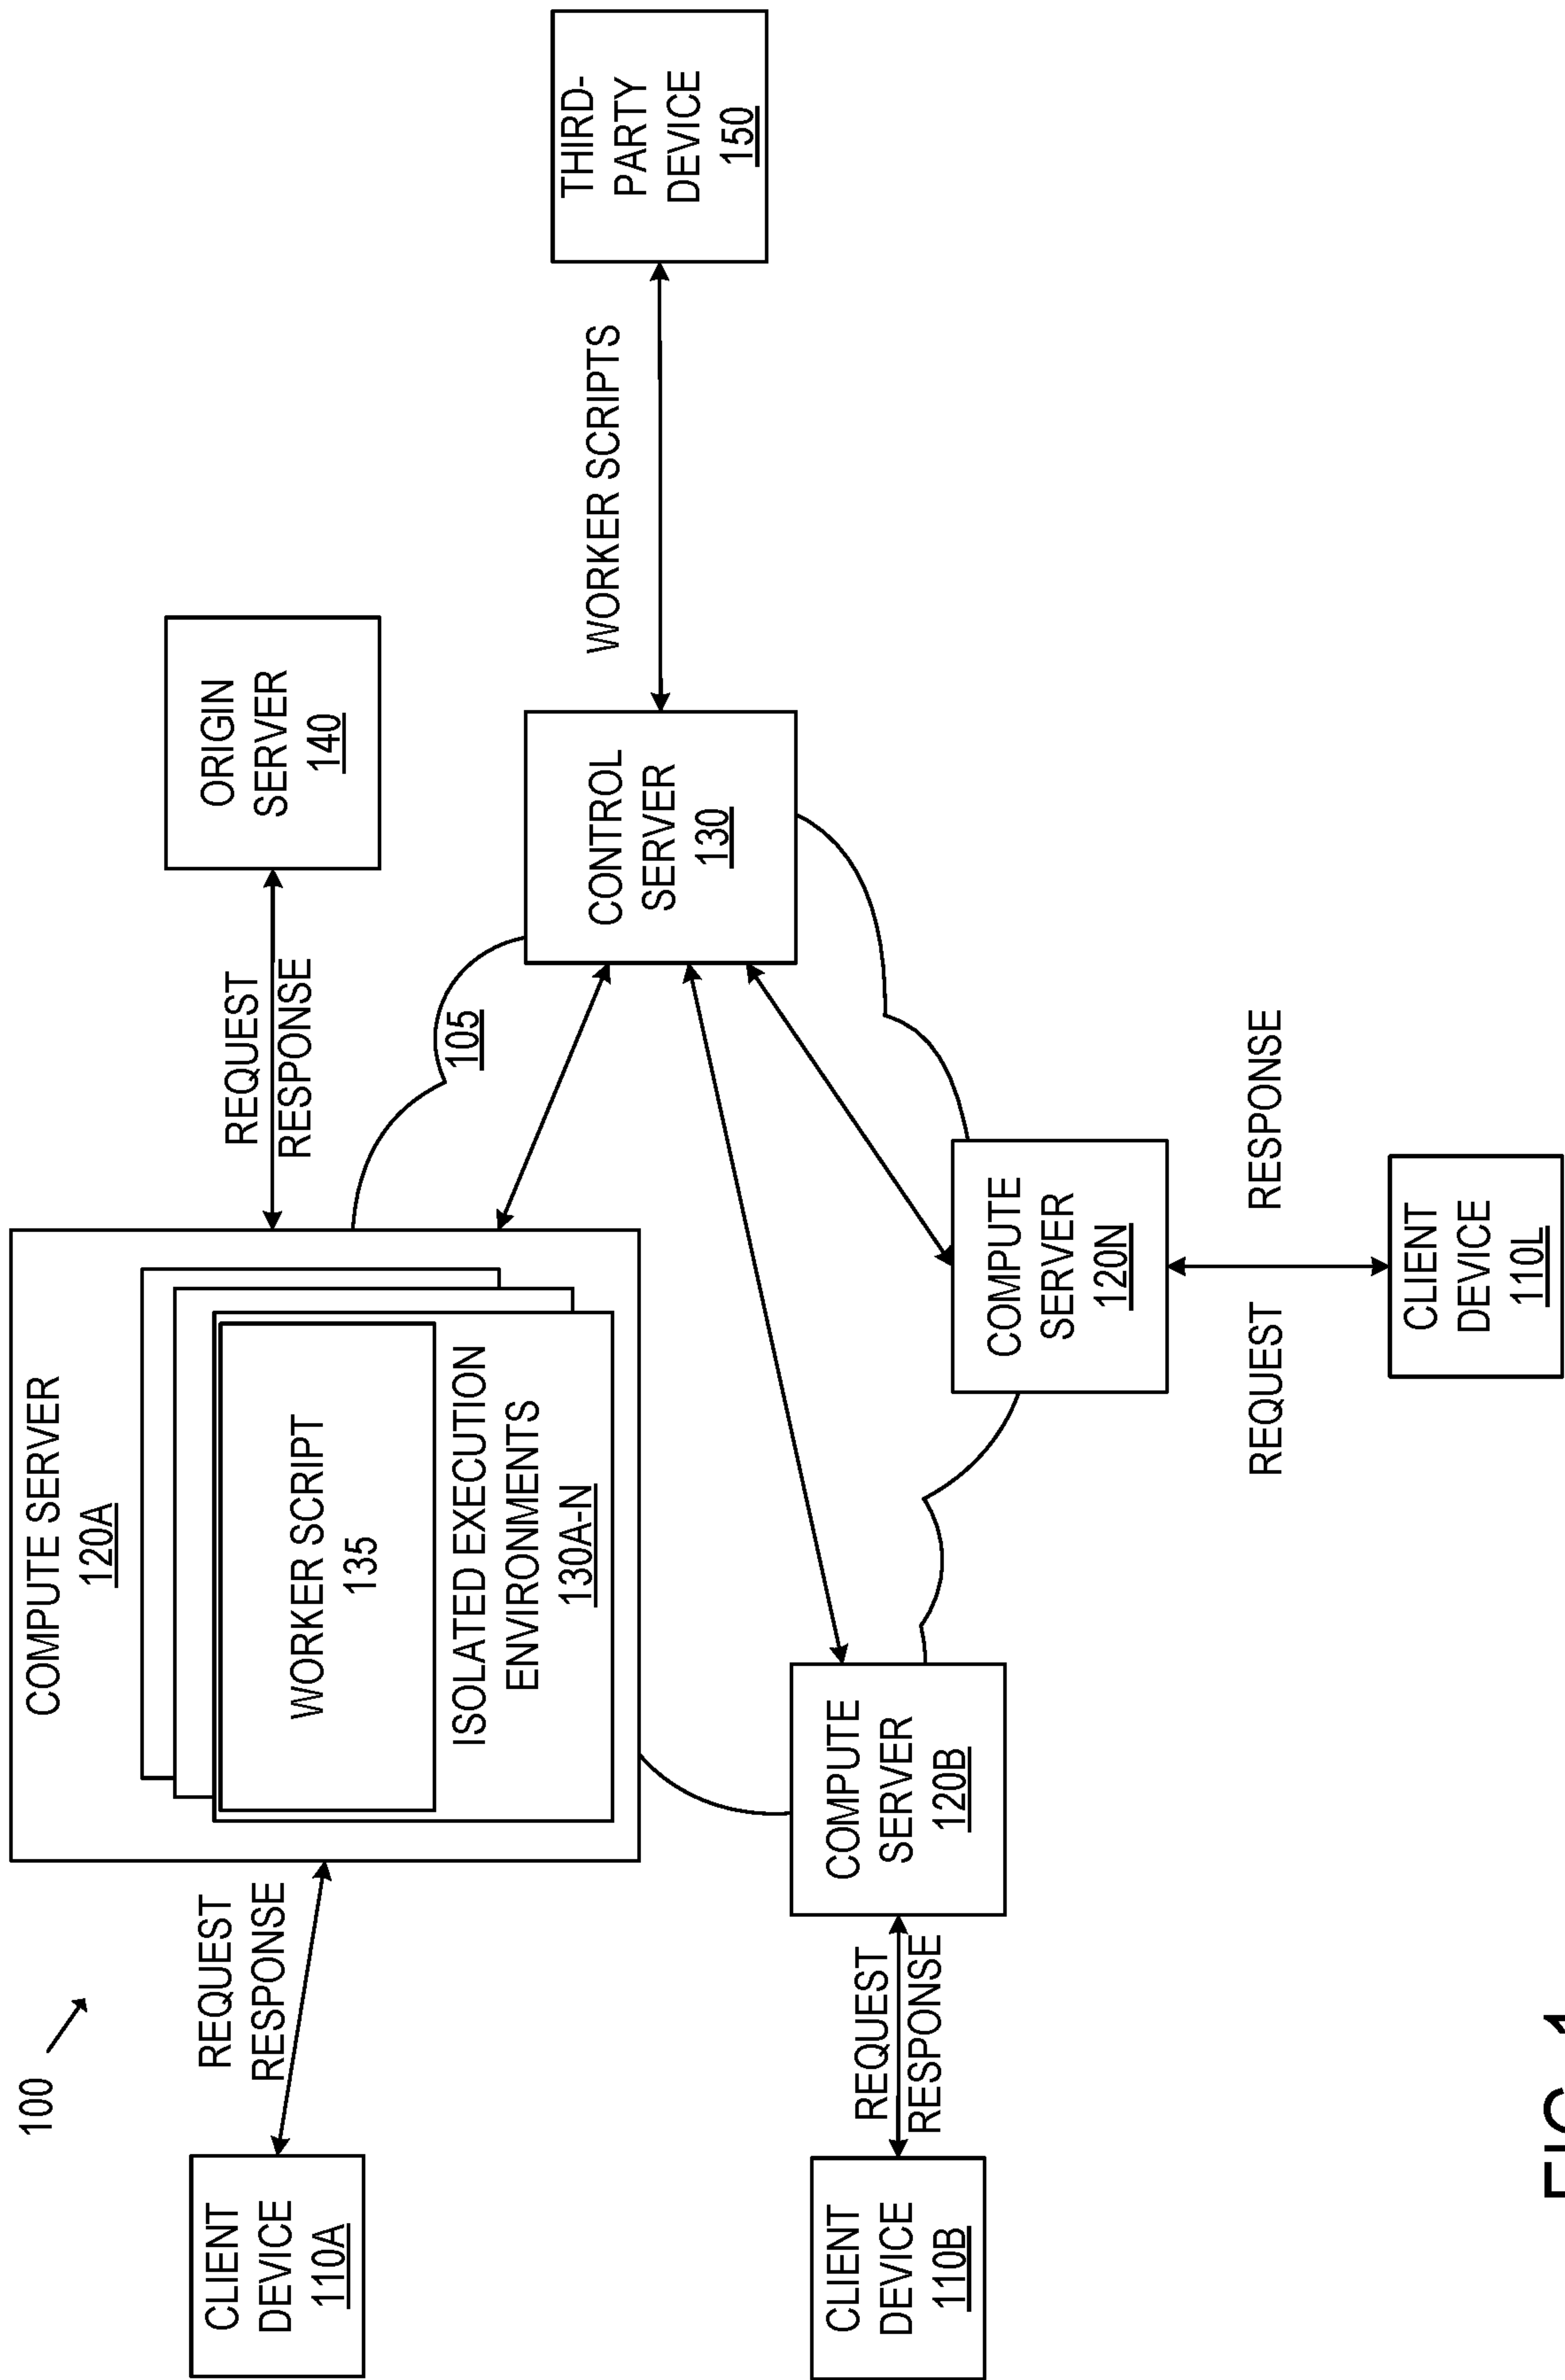 100
COMPUTE SERVER
120A
CLIENT
DEVICE
110A
REQUEST
RESPONSE
WORKER SCRIPT
135
ISOLATED EXECUTION
ENVIRONMENTS
130A-N
REQUEST
RESPONSE
ORIGIN
SERVER
140
105
CONTROL
SERVER
130
WORKER SCRIPTS
THIRD-
PARTY
DEVICE
150
CLIENT
DEVICE
110B
REQUEST
RESPONSE
COMPUTE
SERVER
120B
COMPUTE
SERVER
120N
REQUEST
RESPONSE
CLIENT
DEVICE
110L